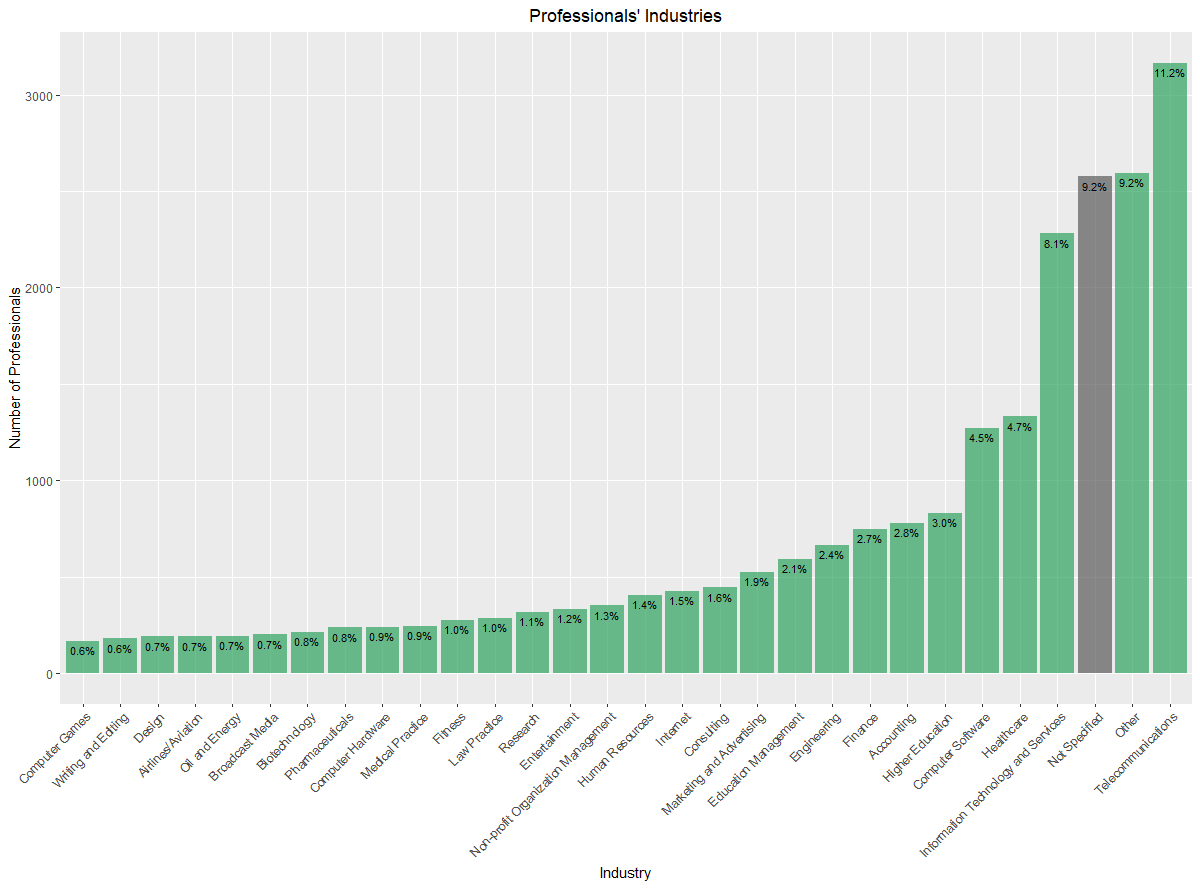 Professionals' Industries
Number of Professionals
3000
2000
1000
0
0.6%
0.6%
0.7%
0.7%
0.7%
0.7%
0.8%
0.8%
0.9%
0.9%
1.0%
1.0%
1.1%
1.2%
1.3%
1.4%
1.5%
1.6%
1.9%
2.1%
2.4%
2.7%
2.8%
3.0%
4.5%
4.7%
8.1%
9.2%
9.2%
11.2%
Computer Games
Writing and Editing
Design
Airlines/Aviation
Oil and Energy
Broadcast Media
Biotechnology
Pharmaceuticals
Computer Hardware
Medical Practice
Fitness
Law Practice
Research
Entertainment
Non-profit Organization Management
Human Resources
Internet
Consulting
Marketing and Advertising
Education Management
Engineering
Finance
Accounting
Higher Education
Computer Software
Healthcare
Information Technology and Services
Not Specified
Other
Telecommunications
Industry